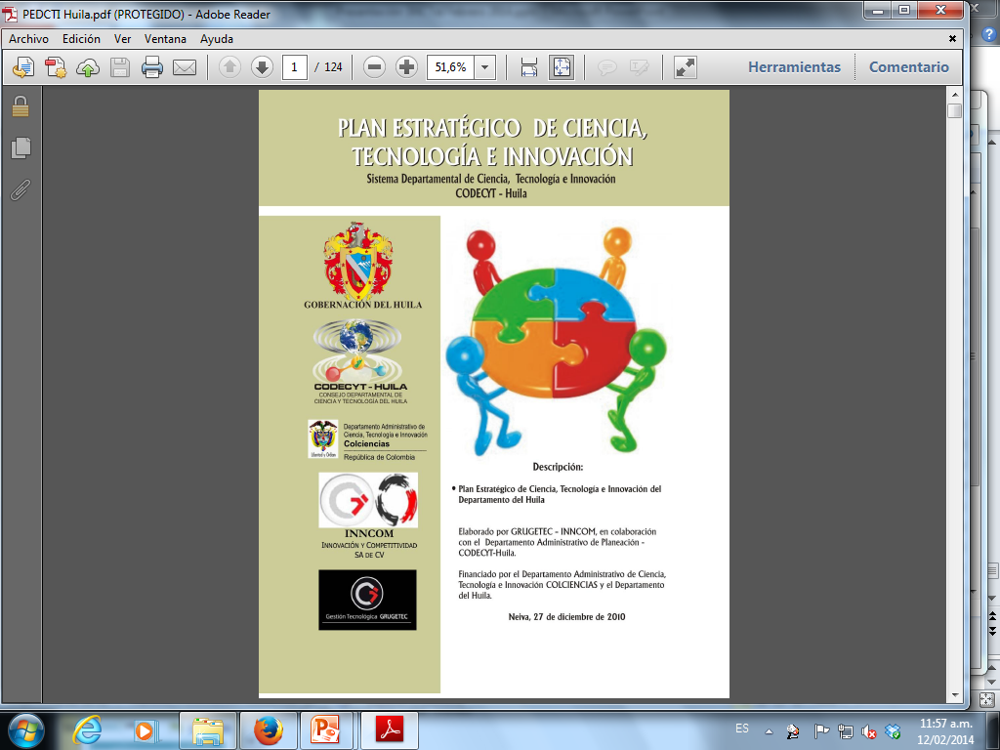 PEDCTI Huila.pdf (PROTEGIDO) - Adobe Reader
Archivo Edición Ver Ventana Ayuda
1 / 124 51,6% Herramientas Comentario
PLAN ESTRATÉGICO DE CIENCIA,
TECNOLOGÍA E INNOVACIÓN
Sistema Departamental de Ciencia, Tecnología e Innovación
CODECYT - Huila
GOBERNACIÓN DEL HUILA
CODECYT - HUILA
CONSEJO DEPARTAMENTAL DE
CIENCIA Y TECNOLOGÍA DEL HUILA
Libertad y Orden
Departamento Administrativo de
Ciencia, Tecnología e Innovación
Colciencias
República de Colombia
INNCOM
INNOVACIÓN Y COMPETITIVIDAD
SA DE CV
Gestión Tecnológica GRUGETEC
Descripción:
• Plan Estratégico de Ciencia, Tecnología e Innovación del
Departamento del Huila
Elaborado por GRUGETEC – INNCOM, en colaboración
con el Departamento Administrativo de Planeación -
CODECYT-Huila.
Financiado por el Departamento Administrativo de Ciencia,
Tecnología e Innovación COLCIENCIAS y el Departamento
del Huila.
Neiva, 27 de diciembre de 2010
ES
11:57 a.m.
12/02/2014